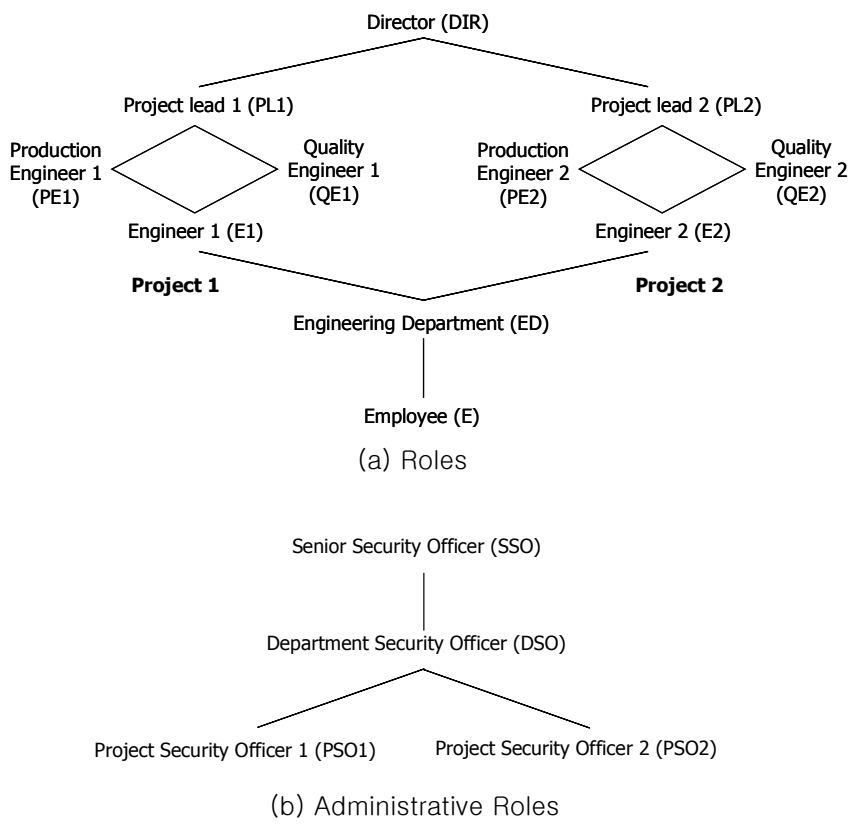 Director (DIR)
Project lead 1 (PL1)
Project lead 2 (PL2)
Production
Engineer 1
(PE1)
Quality
Engineer 1
(QE1)
Production
Engineer 2
(PE2)
Quality
Engineer 2
(QE2)
Engineer 1 (E1)
Engineer 2 (E2)
Project 1
Project 2
Engineering Department (ED)
Employee (E)
(a) Roles
Senior Security Officer (SSO)
Department Security Officer (DSO)
Project Security Officer 1 (PSO1)
Project Security Officer 2 (PSO2)
(b) Administrative Roles